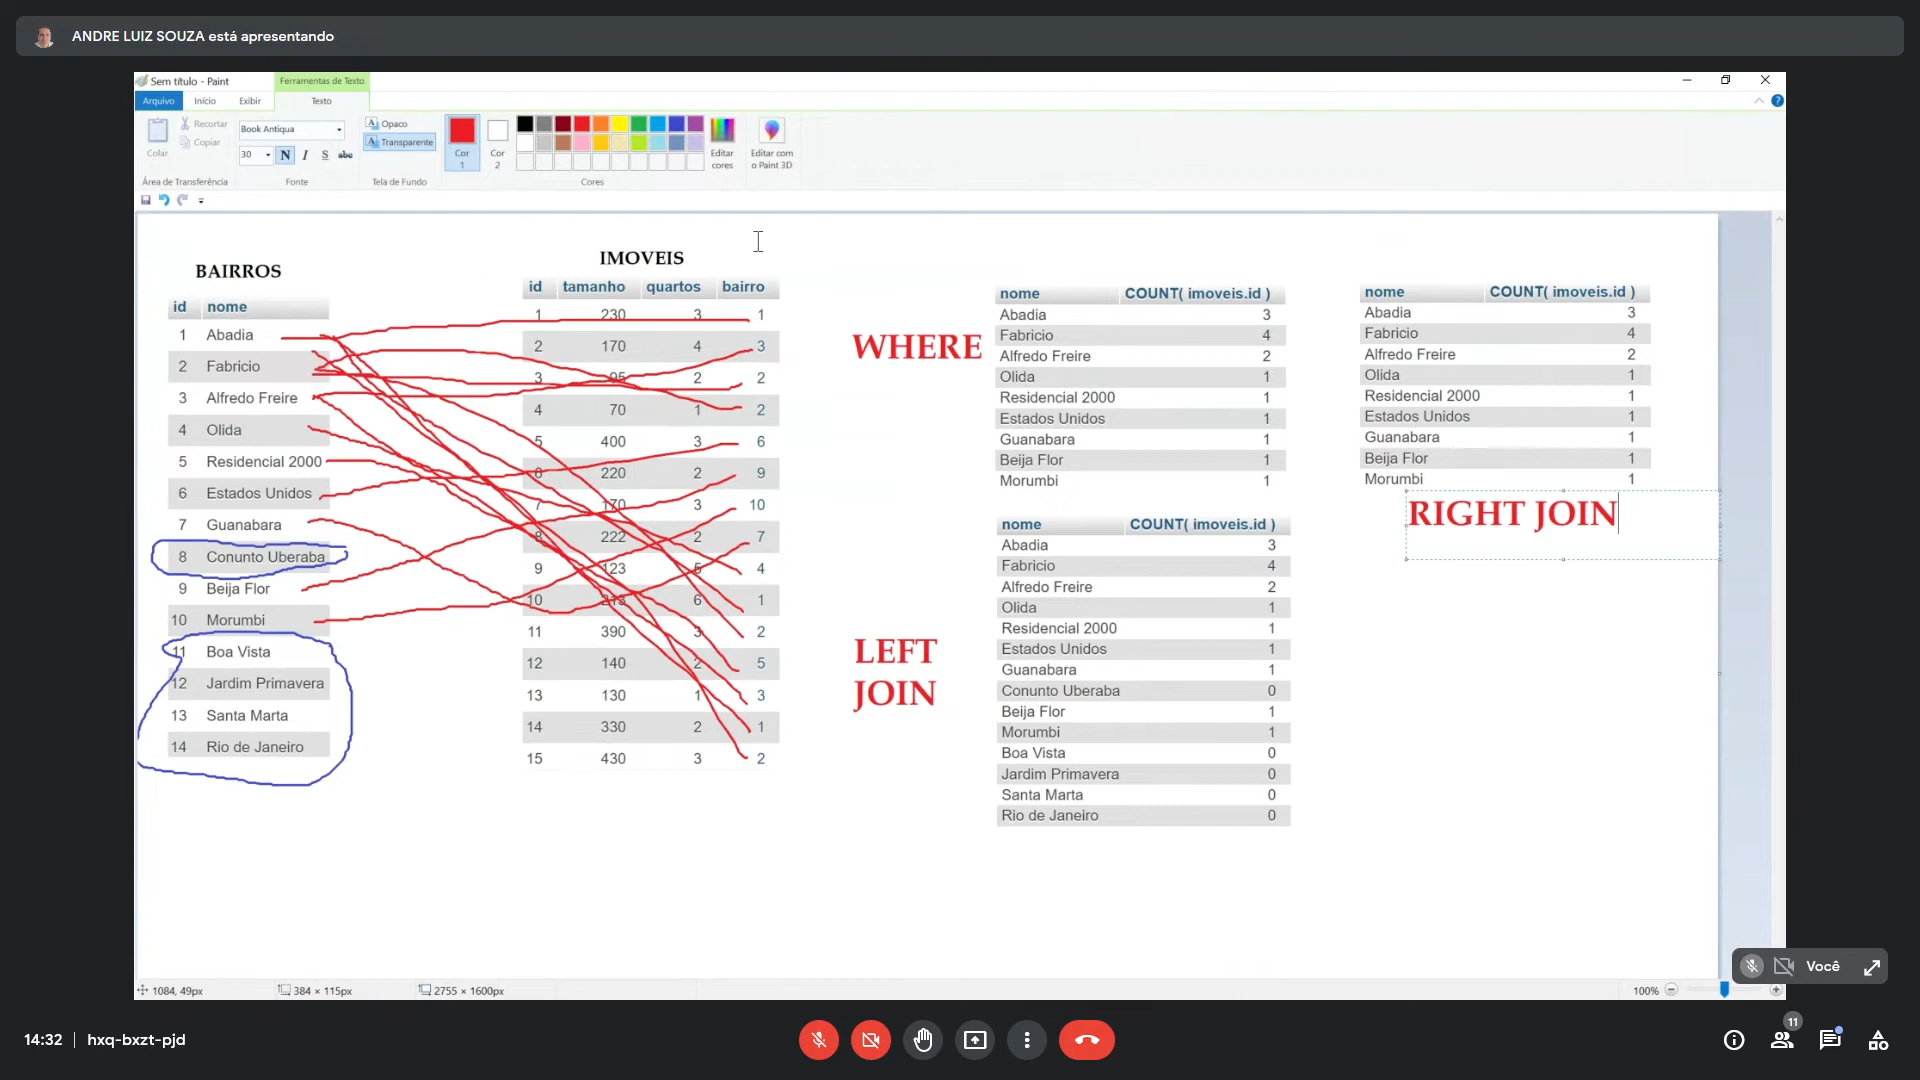 ANDRE LUIZ SOUZA está apresentando
Sem título - Paint
Ferramentas de Texto
Arquivo Início Exibir Texto
Colar
Recortar
Copiar
Área de Transferência
Book Antiqua
30 N I S abc
Fonte
A Opaco
A Transparente
Tela de Fundo
Cor 1
Cor 2
Editar cores
Editar com o Paint 3D
Cores
BAIRROS
id nome
1 Abadia
2 Fabricio
3 Alfredo Freire
4 Olida
5 Residencial 2000
6 Estados Unidos
7 Guanabara
8 Conunto Uberaba
9 Beija Flor
10 Morumbi
11 Boa Vista
12 Jardim Primavera
13 Santa Marta
14 Rio de Janeiro
IMOVEIS
id tamanho quartos bairro
1 230 3 1
2 170 4 3
3 95 2 2
4 70 1 2
5 400 3 6
6 220 2 9
7 170 3 10
8 222 2 7
9 123 5 4
10 213 6 1
11 390 3 2
12 140 2 5
13 130 1 3
14 330 2 1
15 430 3 2
WHERE
nome COUNT( imoveis.id )
Abadia 3
Fabricio 4
Alfredo Freire 2
Olida 1
Residencial 2000 1
Estados Unidos 1
Guanabara 1
Beija Flor 1
Morumbi 1
LEFT
JOIN
nome COUNT( imoveis.id )
Abadia 3
Fabricio 4
Alfredo Freire 2
Olida 1
Residencial 2000 1
Estados Unidos 1
Guanabara 1
Conunto Uberaba 0
Beija Flor 1
Morumbi 1
Boa Vista 0
Jardim Primavera 0
Santa Marta 0
Rio de Janeiro 0
nome COUNT( imoveis.id )
Abadia 3
Fabricio 4
Alfredo Freire 2
Olida 1
Residencial 2000 1
Estados Unidos 1
Guanabara 1
Beija Flor 1
Morumbi 1
RIGHT JOIN
Você
1084, 49px
384 × 115px
2755 × 1600px
100%
14:32 | hxq-bxzt-pjd
11